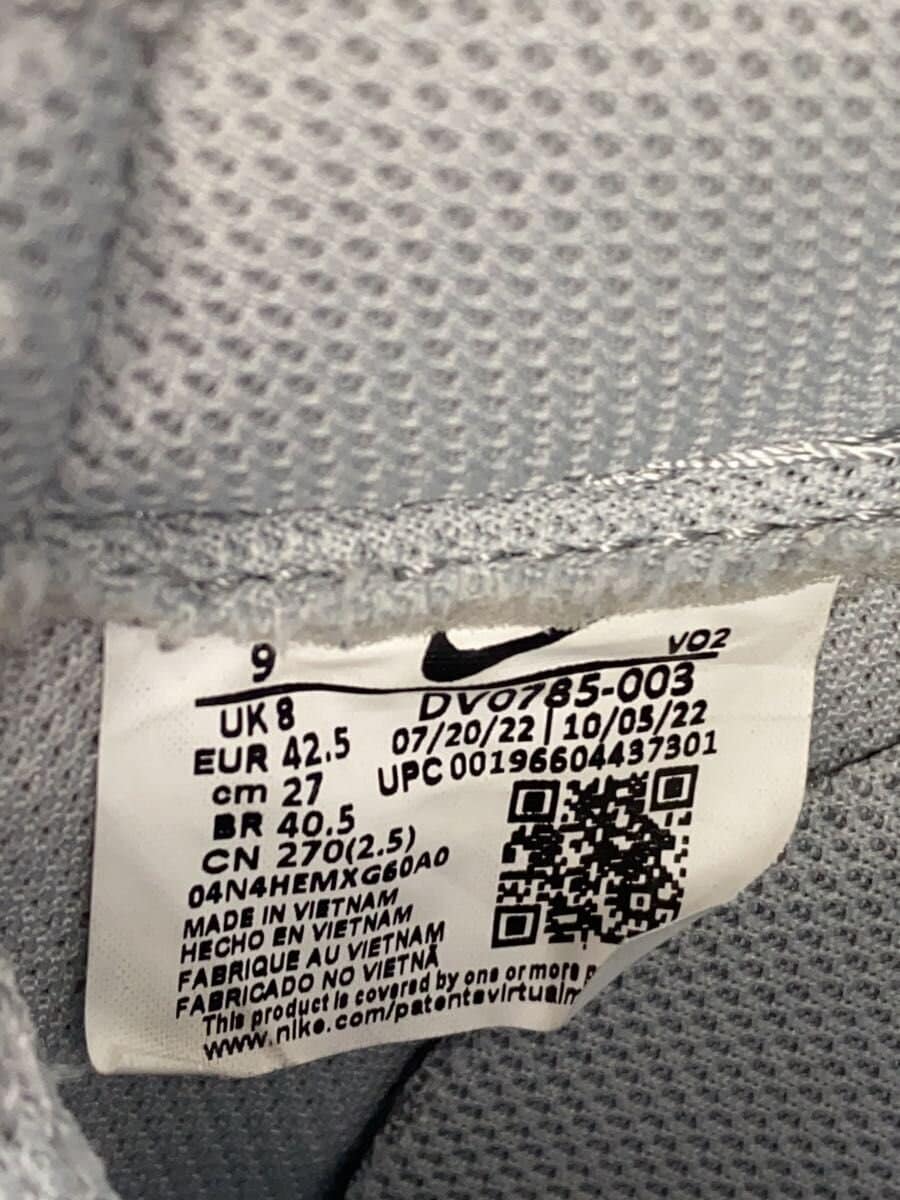 9 VO2
UK 8 DV0785-003
EUR 42.5 07/20/22 | 10/05/22
cm 27 UPC 00196604437301
BR 40.5
CN 270(2.5)
04N4HEMXG60A0
MADE IN VIETNAM
HECHO EN VIETNAM
FABRIQUE AU VIETNAM
FABRICADO NO VIETNÃ
This product is covered by one or more p
www.nike.com/patentsvirtualm